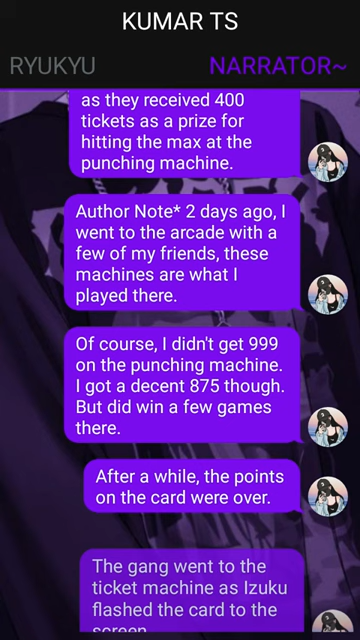 KUMAR TS
RYUKYU
NARRATOR~
as they received 400
tickets as a prize for
hitting the max at the
punching machine.
Author Note* 2 days ago, I
went to the arcade with a
few of my friends, these
machines are what I
played there.
Of course, I didn't get 999
on the punching machine.
I got a decent 875 though.
But did win a few games
there.
After a while, the points
on the card were over.
The gang went to the
ticket machine as Izuku
flashed the card to the
screen